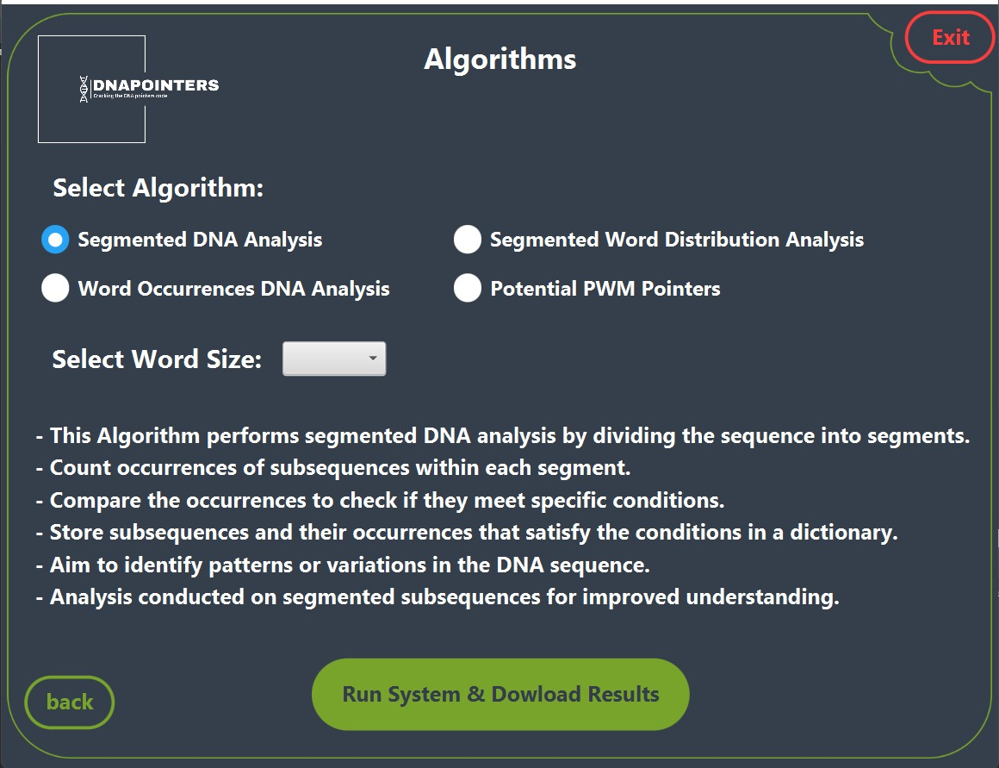 Exit
Algorithms
DNAPOINTERS
Cracking the DNA pointers code
Select Algorithm:
Segmented DNA Analysis
Segmented Word Distribution Analysis
Word Occurrences DNA Analysis
Potential PWM Pointers
Select Word Size:
- This Algorithm performs segmented DNA analysis by dividing the sequence into segments.
- Count occurrences of subsequences within each segment.
- Compare the occurrences to check if they meet specific conditions.
- Store subsequences and their occurrences that satisfy the conditions in a dictionary.
- Aim to identify patterns or variations in the DNA sequence.
- Analysis conducted on segmented subsequences for improved understanding.
Run System & Dowload Results
back